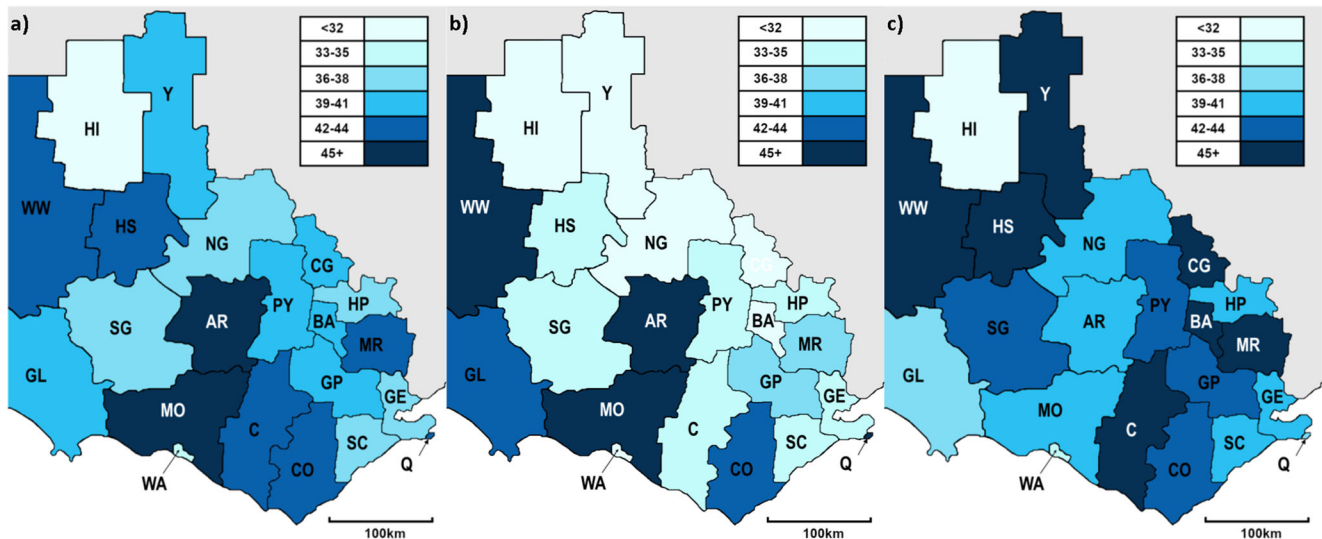 a)
<32
33-35
36-38
39-41
42-44
45+
Y
HI
WW
HS
NG
CG
HP
PY
BA
SG
AR
MR
GL
GP
GE
MO
C
SC
CO
Q
WA
100km
b)
<32
33-35
36-38
39-41
42-44
45+
Y
HI
WW
HS
NG
CG
HP
PY
BA
SG
AR
MR
GL
GP
GE
MO
C
SC
CO
Q
WA
100km
c)
<32
33-35
36-38
39-41
42-44
45+
Y
HI
WW
HS
NG
CG
HP
PY
BA
SG
AR
MR
GL
GP
GE
MO
C
SC
CO
Q
WA
100km